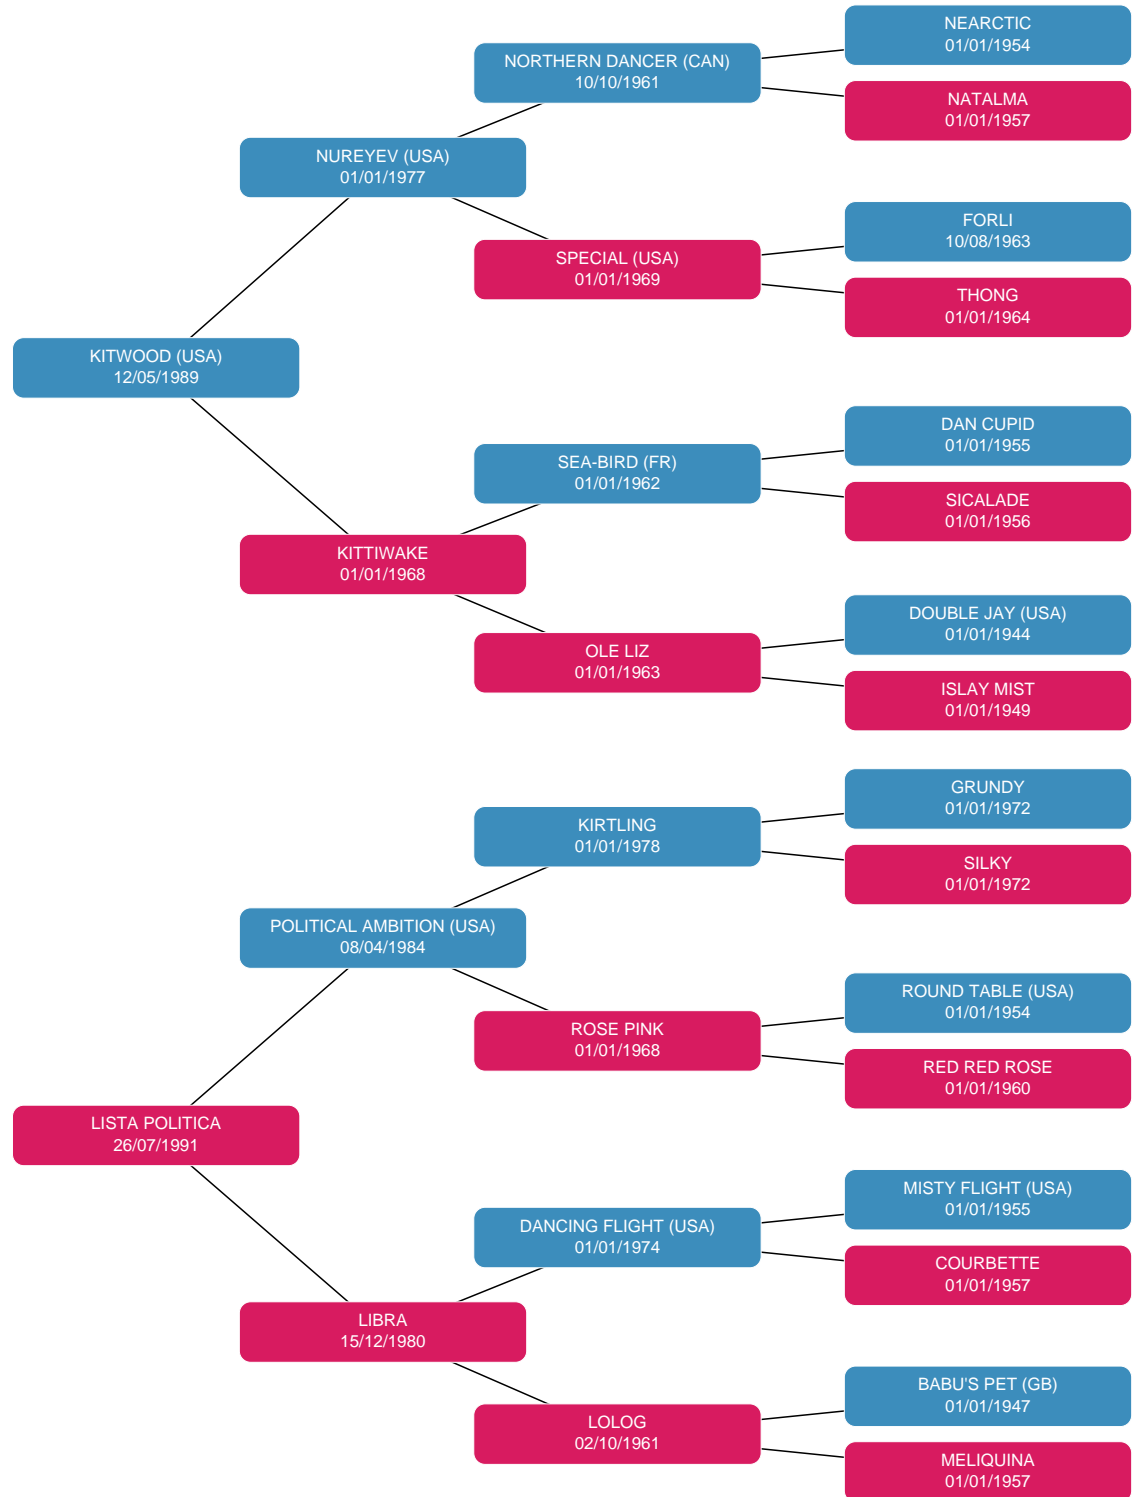 NEARCTIC
01/01/1954
NORTHERN DANCER (CAN)
10/10/1961
NATALMA
01/01/1957
NUREYEV (USA)
01/01/1977
FORLI
10/08/1963
SPECIAL (USA)
01/01/1969
THONG
01/01/1964
KITWOOD (USA)
12/05/1989
DAN CUPID
01/01/1955
SEA-BIRD (FR)
01/01/1962
SICALADE
01/01/1956
KITTIWAKE
01/01/1968
DOUBLE JAY (USA)
01/01/1944
OLE LIZ
01/01/1963
ISLAY MIST
01/01/1949
GRUNDY
01/01/1972
KIRTLING
01/01/1978
SILKY
01/01/1972
POLITICAL AMBITION (USA)
08/04/1984
ROUND TABLE (USA)
01/01/1954
ROSE PINK
01/01/1968
RED RED ROSE
01/01/1960
LISTA POLITICA
26/07/1991
MISTY FLIGHT (USA)
01/01/1955
DANCING FLIGHT (USA)
01/01/1974
COURBETTE
01/01/1957
LIBRA
15/12/1980
BABU'S PET (GB)
01/01/1947
LOLOG
02/10/1961
MELIQUINA
01/01/1957